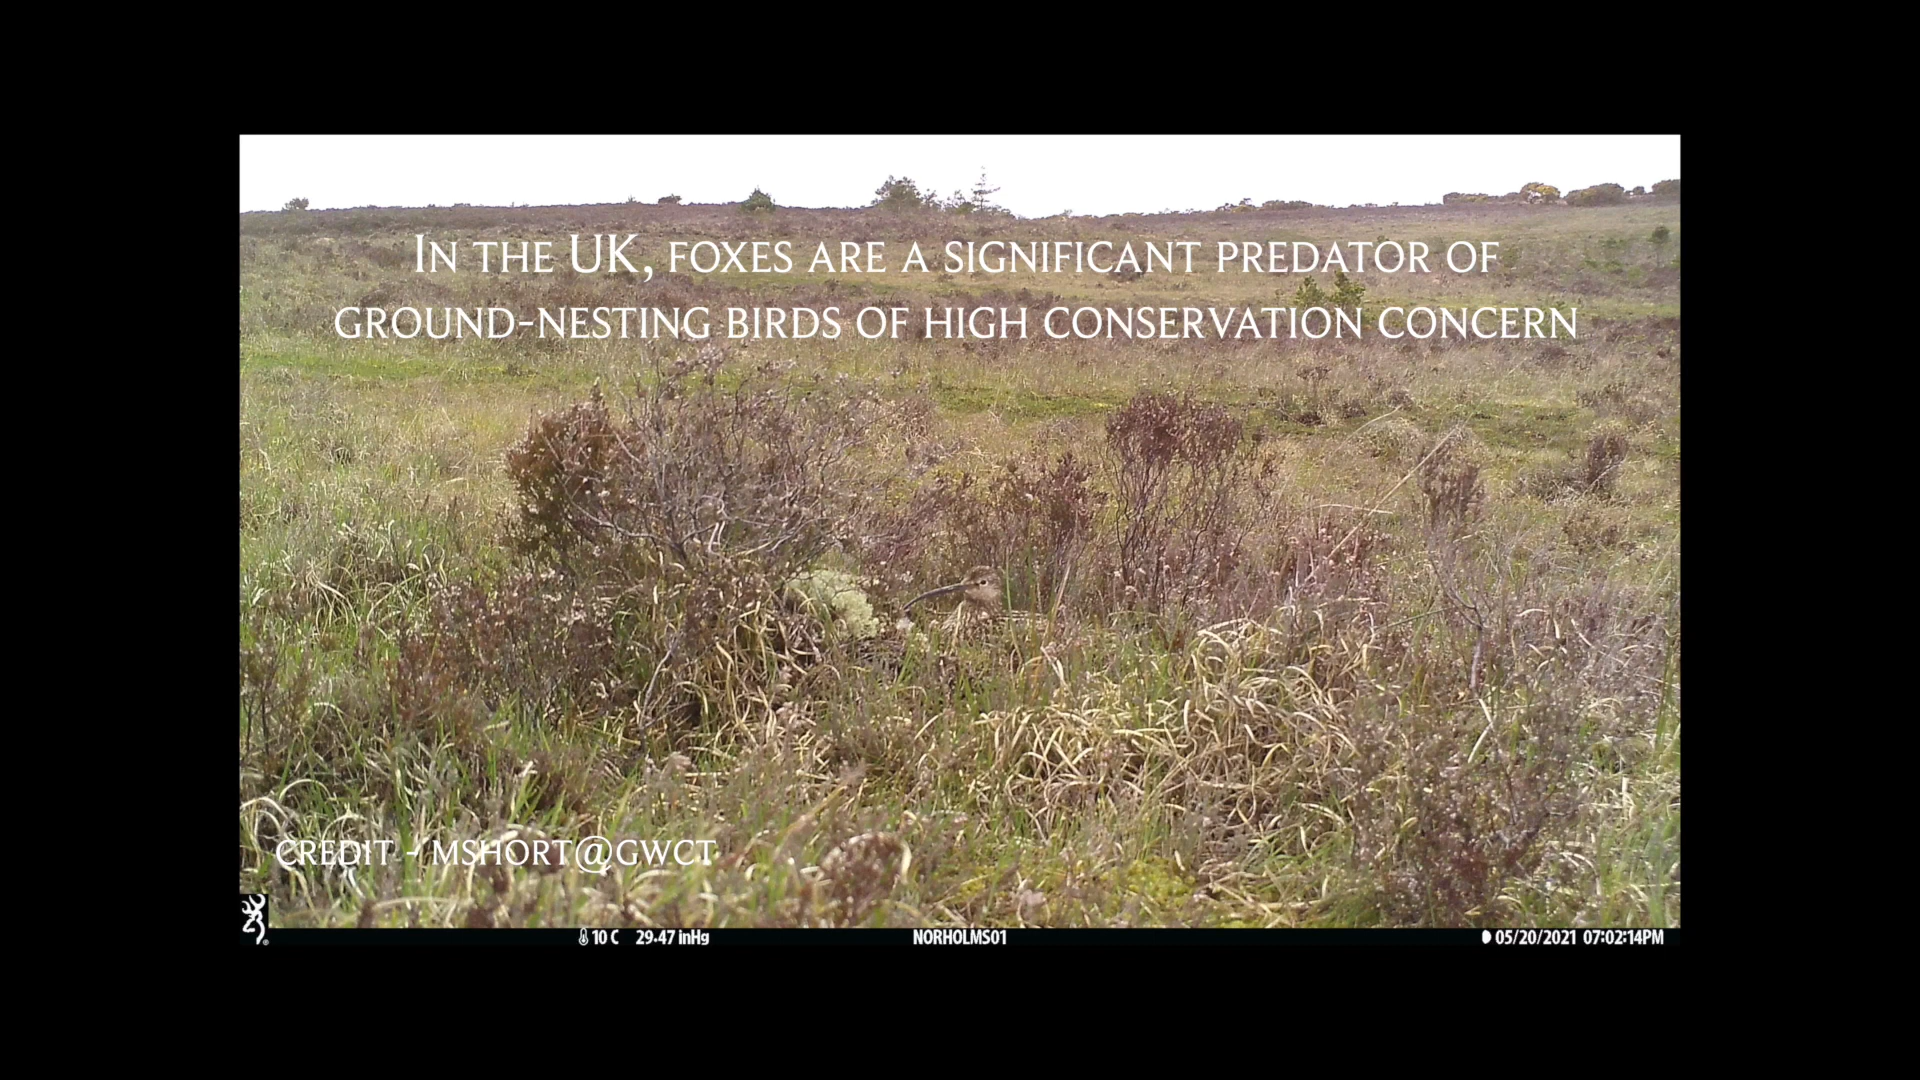 In the UK, foxes are a significant predator of
ground-nesting birds of high conservation concern
credit - mshort@gwct
10 C 29.47 inHg NORHOLMS01 05/20/2021 07:02:14PM